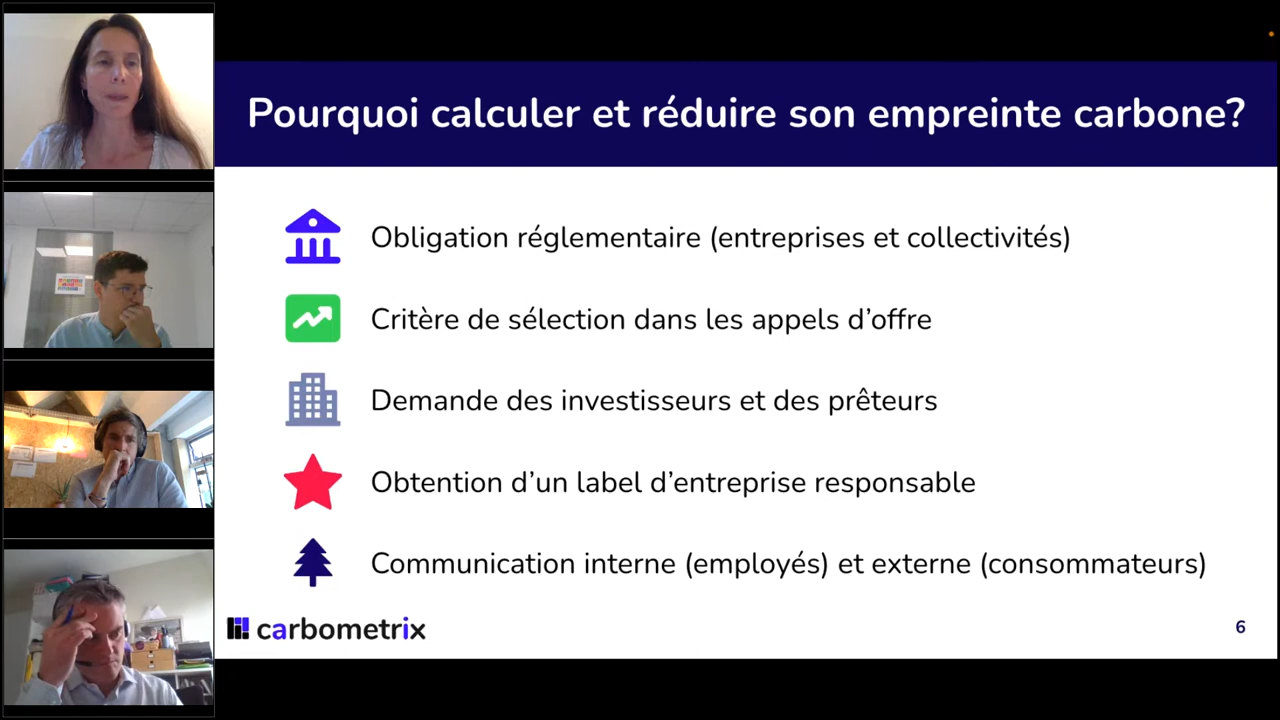 Pourquoi calculer et réduire son empreinte carbone?
Obligation réglementaire (entreprises et collectivités)
Critère de sélection dans les appels d’offre
Demande des investisseurs et des prêteurs
Obtention d’un label d’entreprise responsable
Communication interne (employés) et externe (consommateurs)
carbometrix
6